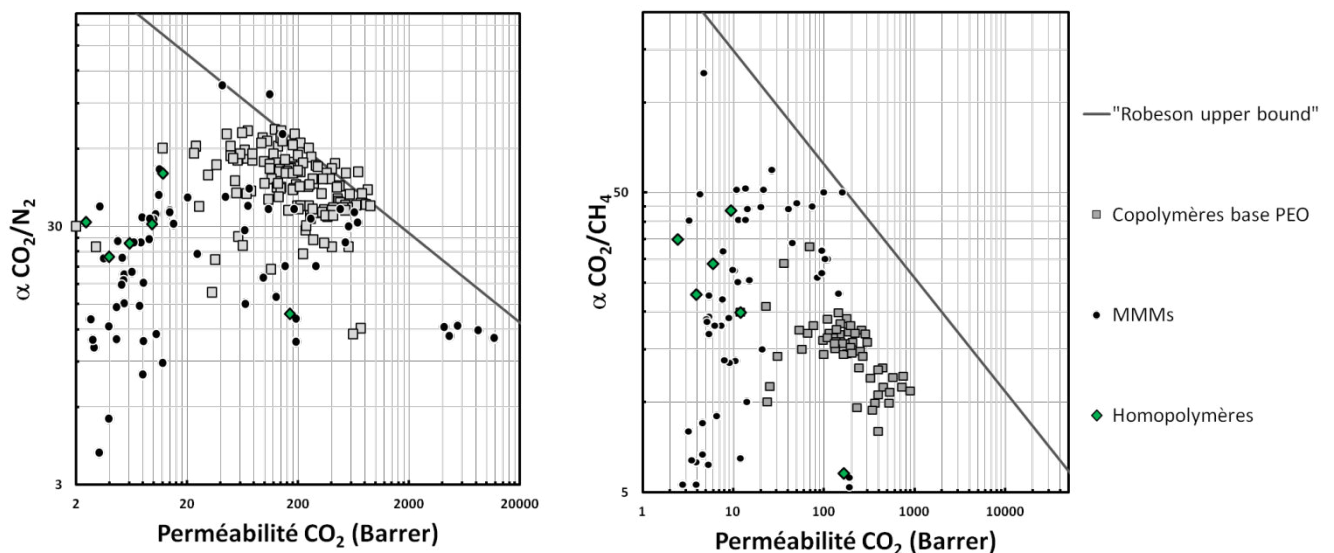 α CO₂/N₂
30
3
2
20
200
2000
20000
Perméabilité CO₂ (Barrer)
α CO₂/CH₄
50
5
1
10
100
1000
10000
Perméabilité CO₂ (Barrer)
"Robeson upper bound"
Copolymères base PEO
MMMs
Homopolymères